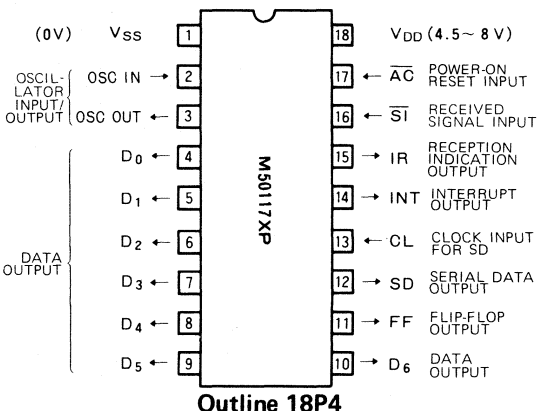 (0V) VSS 1
OSCIL-
LATOR
INPUT/
OUTPUT
OSC IN → 2
OSC OUT ← 3
D0 ← 4
D1 ← 5
D2 ← 6
D3 ← 7
D4 ← 8
D5 ← 9
DATA
OUTPUT
M50117XP
18 VDD (4.5~8V)
17 ← A̅C̅ POWER-ON
RESET INPUT
16 ← S̅I̅ RECEIVED
SIGNAL INPUT
15 → IR RECEPTION
INDICATION
OUTPUT
14 → INT INTERRUPT
OUTPUT
13 ← CL CLOCK INPUT
FOR SD
12 → SD SERIAL DATA
OUTPUT
11 → FF FLIP-FLOP
OUTPUT
10 → D6 DATA
OUTPUT
Outline 18P4